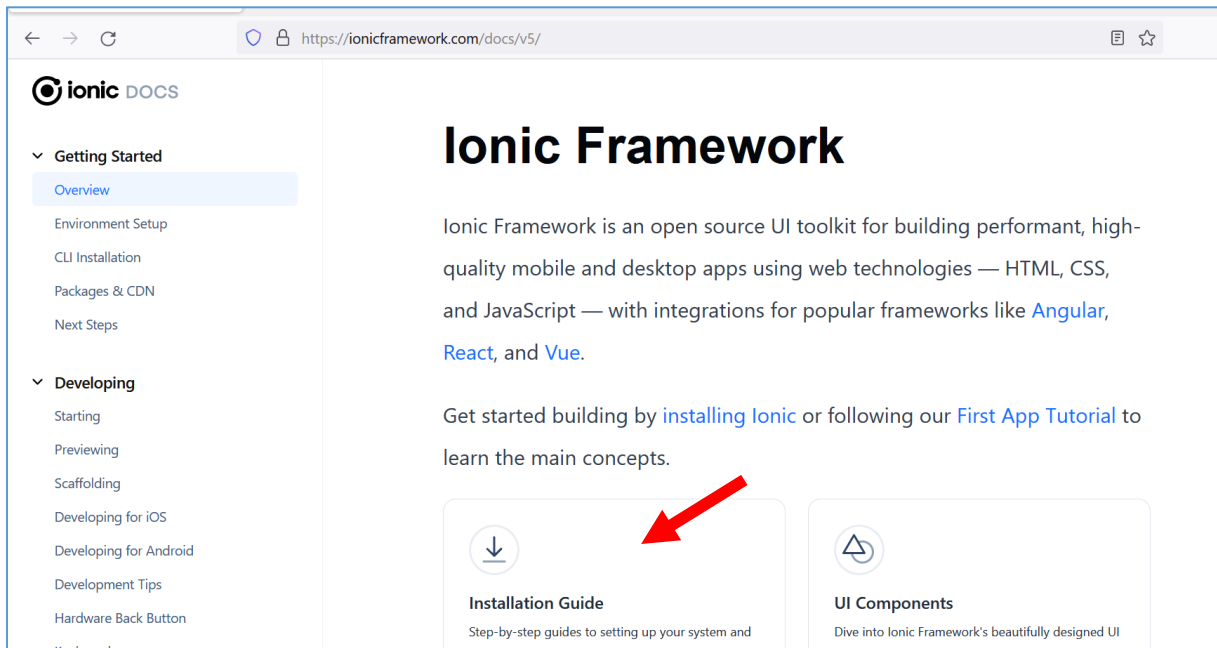 https://ionicframework.com/docs/v5/
ionic DOCS
Getting Started
Overview
Environment Setup
CLI Installation
Packages & CDN
Next Steps
Developing
Starting
Previewing
Scaffolding
Developing for iOS
Developing for Android
Development Tips
Hardware Back Button
Ionic Framework
Ionic Framework is an open source UI toolkit for building performant, high-
quality mobile and desktop apps using web technologies — HTML, CSS,
and JavaScript — with integrations for popular frameworks like Angular,
React, and Vue.
Get started building by installing Ionic or following our First App Tutorial to
learn the main concepts.
Installation Guide
Step-by-step guides to setting up your system and
UI Components
Dive into Ionic Framework's beautifully designed UI